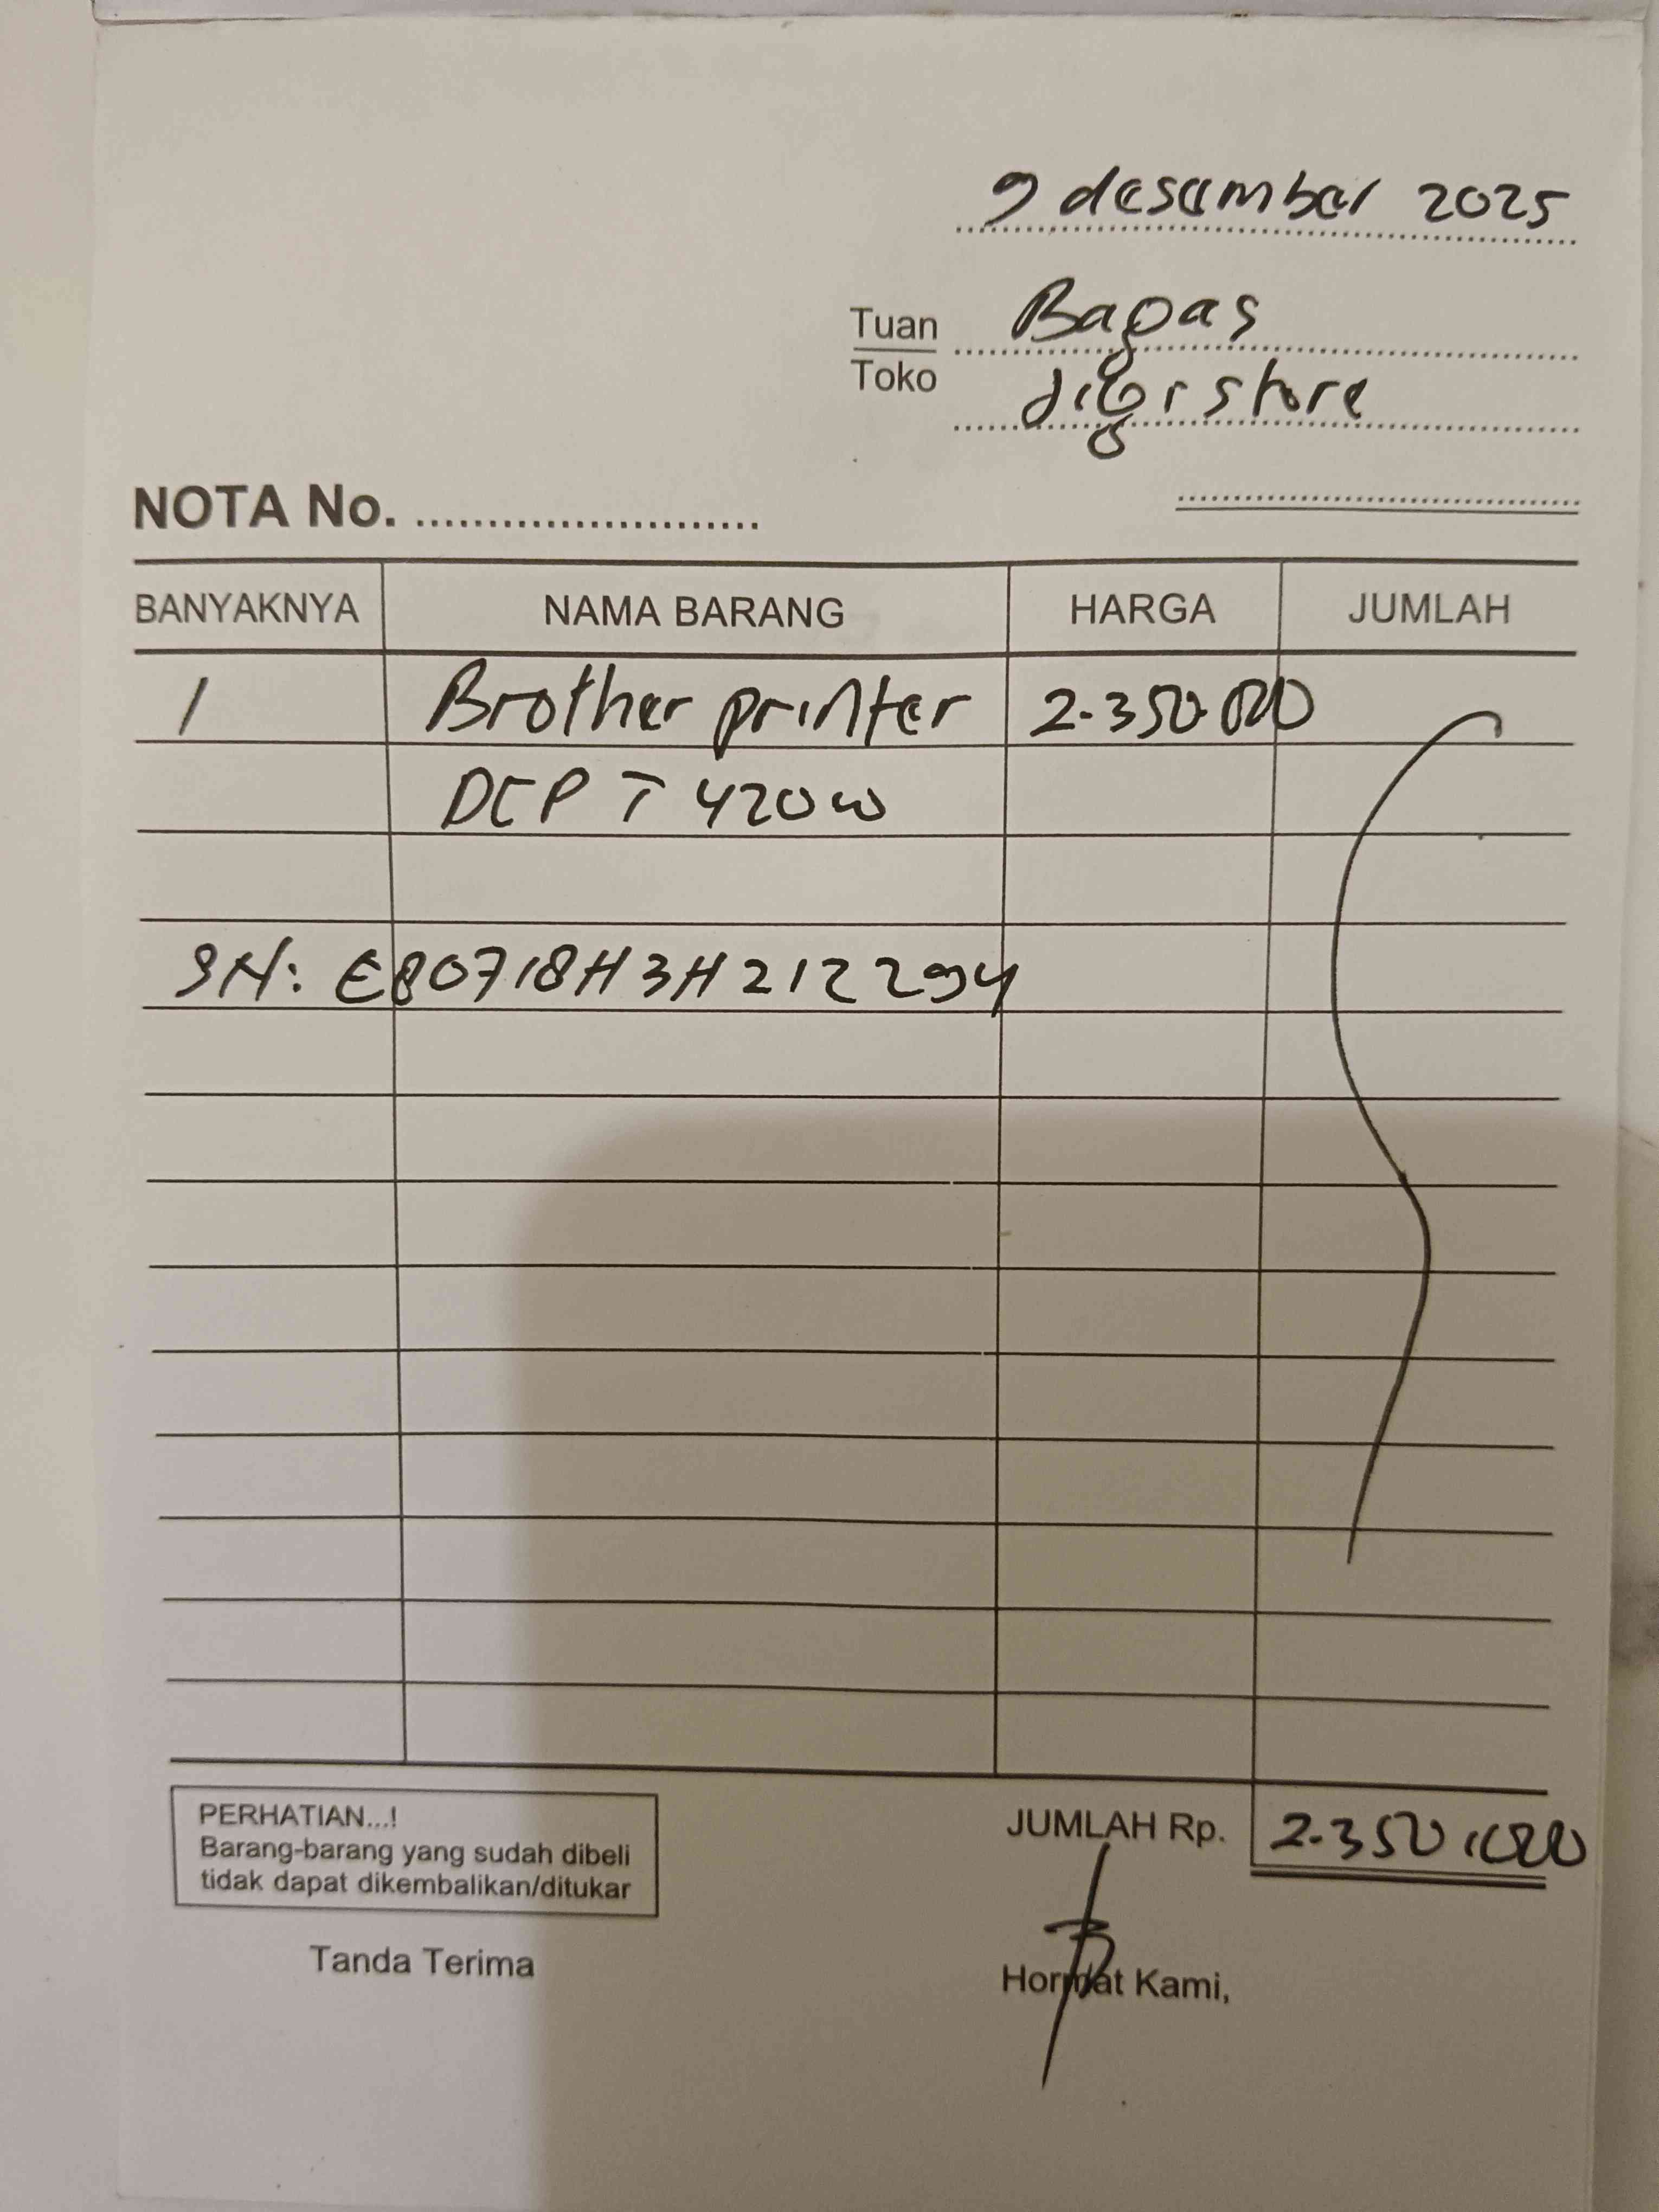 9 desember 2025
Tuan Bagas
Toko digi store
NOTA No. ........................
BANYAKNYA NAMA BARANG HARGA JUMLAH
1 Brother printer 2.350.000
DCP T 420W
SN: E80718H3H212294
PERHATIAN...!
Barang-barang yang sudah dibeli
tidak dapat dikembalikan/ditukar
JUMLAH Rp. 2.350.000
Tanda Terima
Hormat Kami,